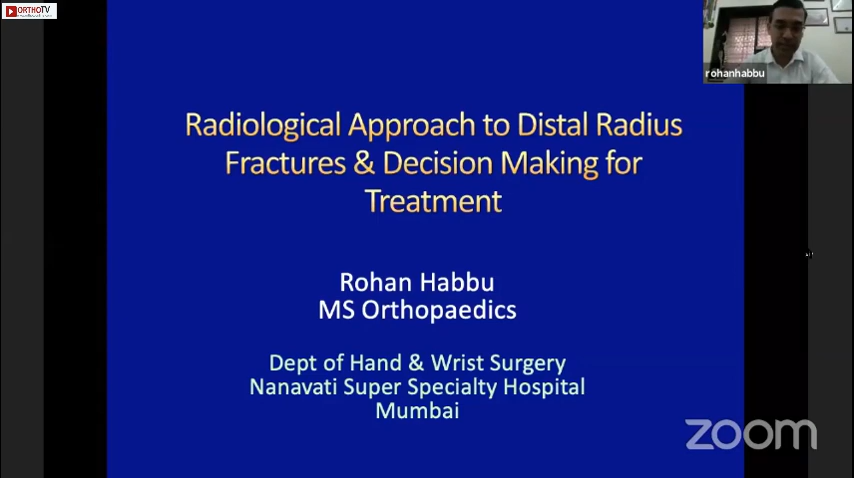 ORTHOTV
rohanhabbu
Radiological Approach to Distal Radius
Fractures & Decision Making for
Treatment
Rohan Habbu
MS Orthopaedics
Dept of Hand & Wrist Surgery
Nanavati Super Specialty Hospital
Mumbai
zoom